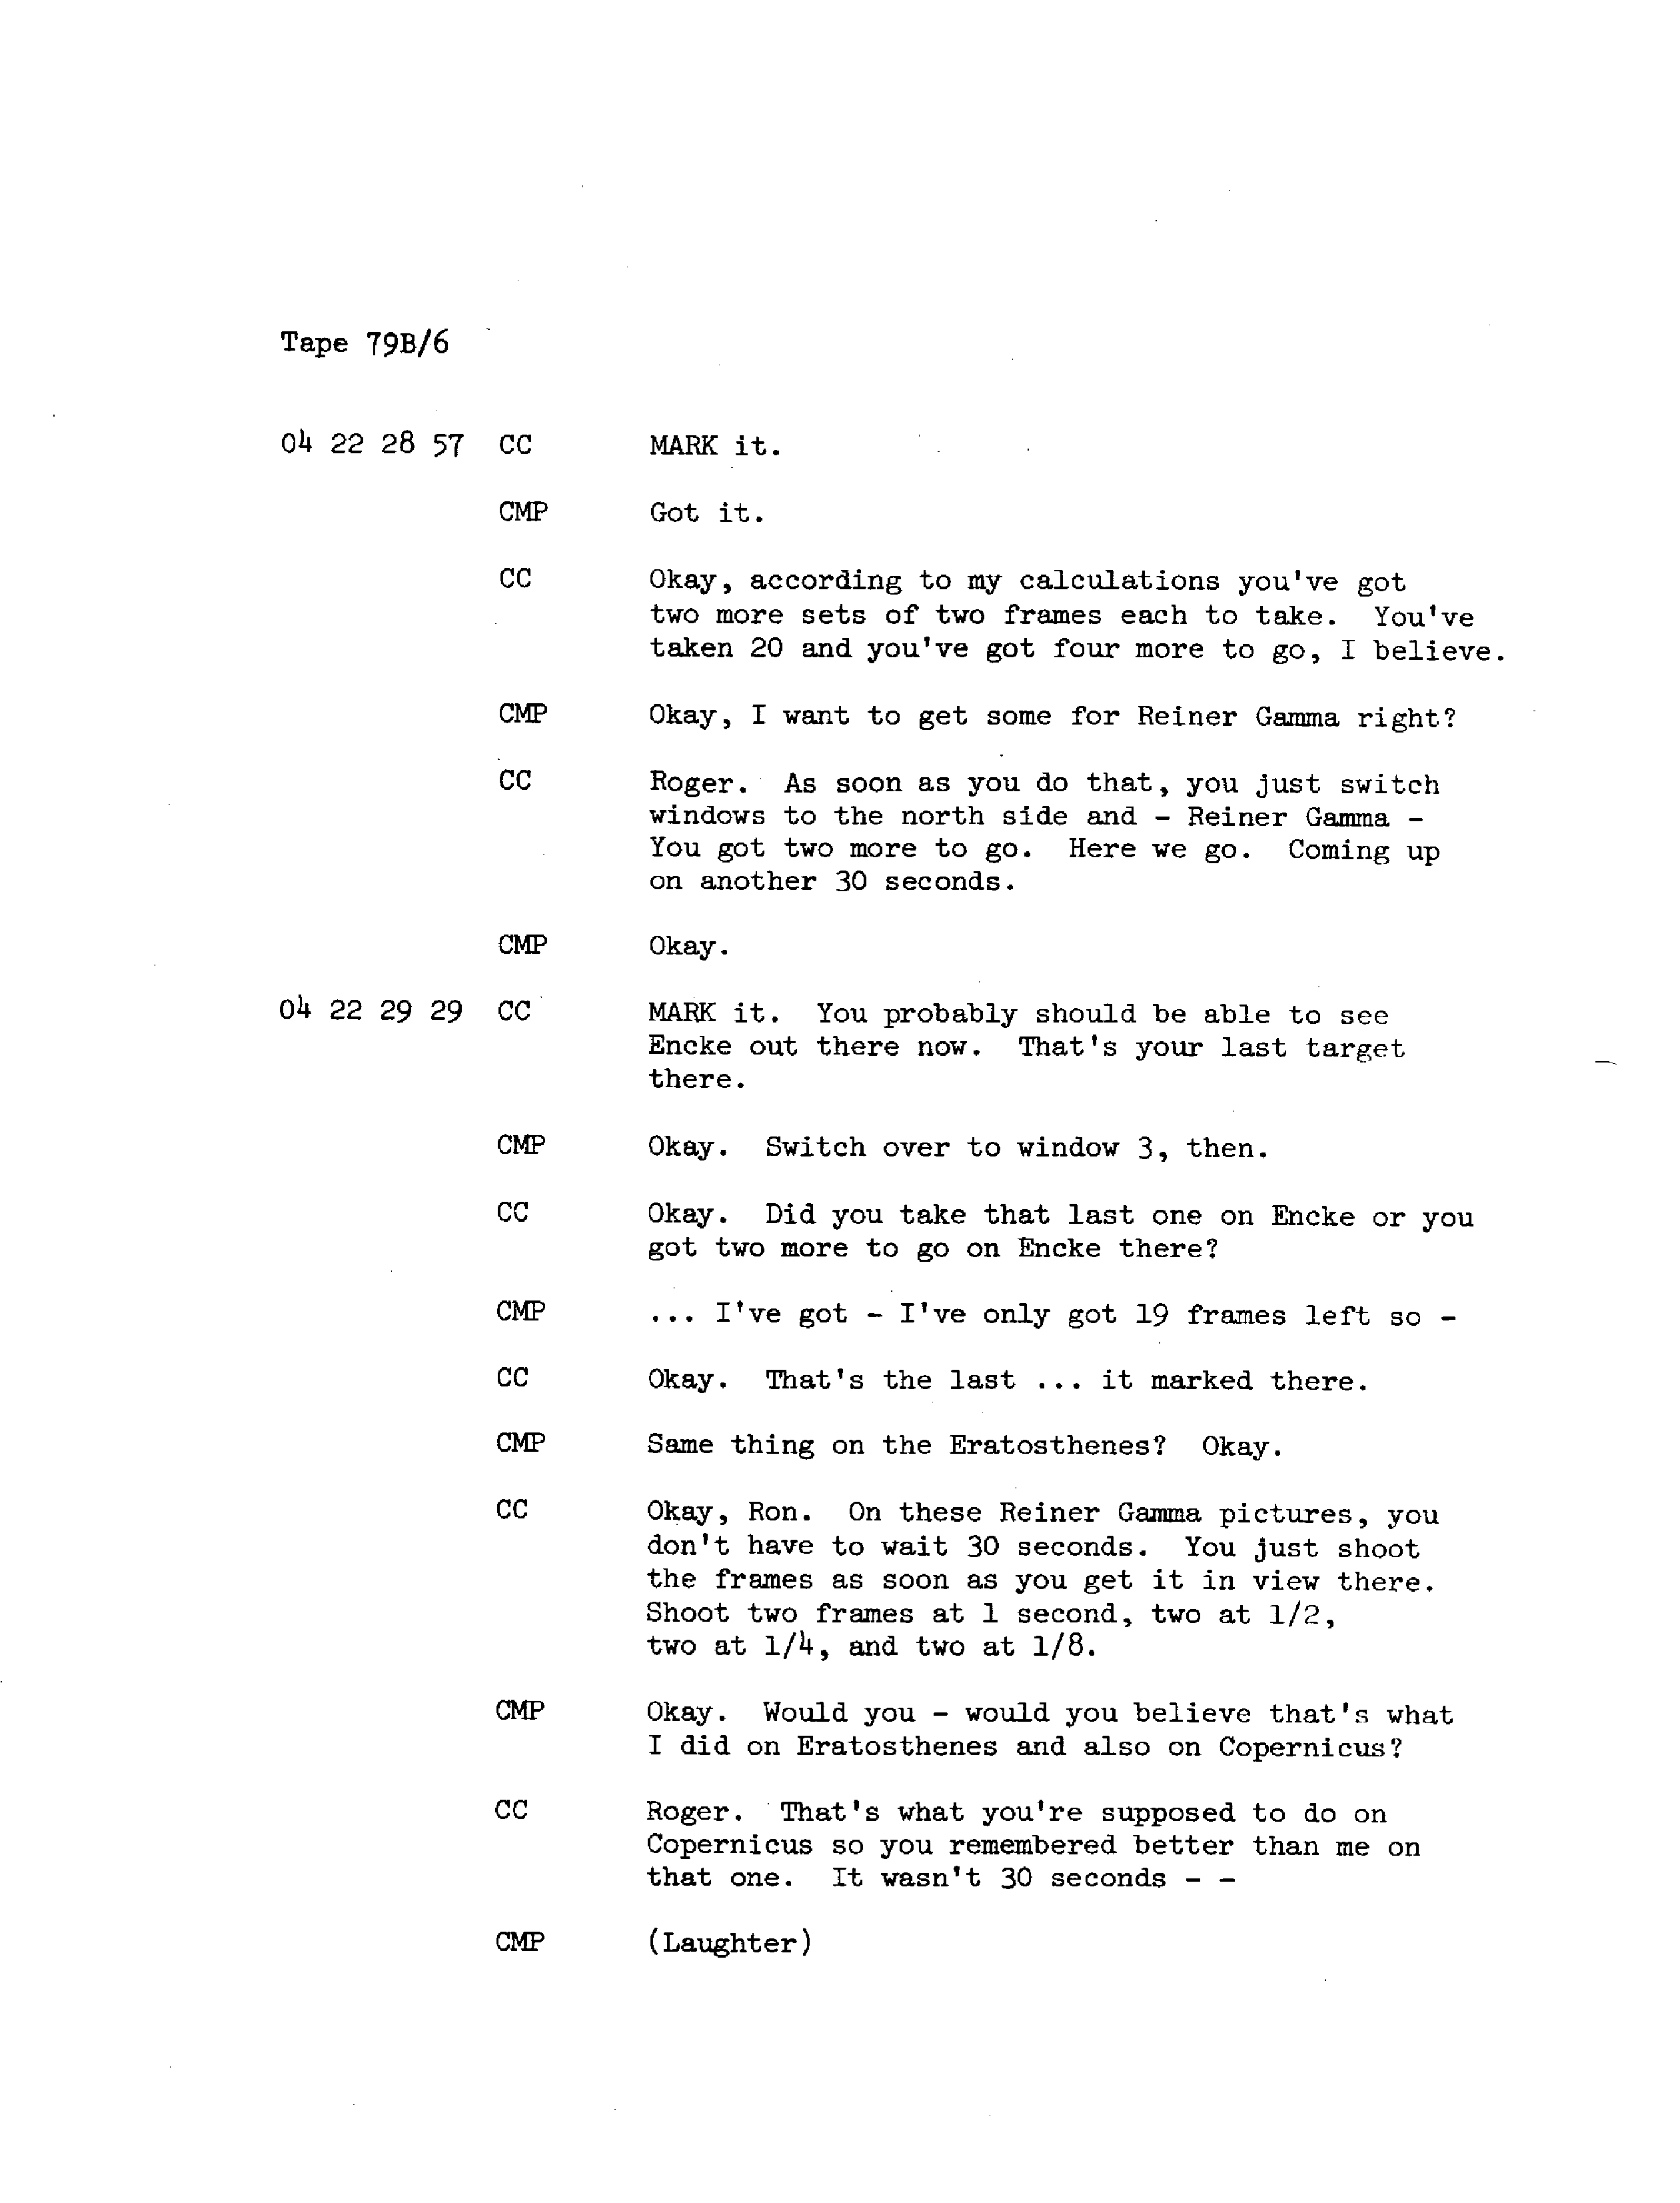 Tape 79B/6
04 22 28 57 CC MARK it.
CMP Got it.
CC Okay, according to my calculations you've got
two more sets of two frames each to take. You've
taken 20 and you've got four more to go, I believe.
CMP Okay, I want to get some for Reiner Gamma right?
CC Roger. As soon as you do that, you just switch
windows to the north side and - Reiner Gamma -
You got two more to go. Here we go. Coming up
on another 30 seconds.
CMP Okay.
04 22 29 29 CC MARK it. You probably should be able to see
Encke out there now. That's your last target
there.
CMP Okay. Switch over to window 3, then.
CC Okay. Did you take that last one on Encke or you
got two more to go on Encke there?
CMP ... I've got - I've only got 19 frames left so -
CC Okay. That's the last ... it marked there.
CMP Same thing on the Eratosthenes? Okay.
CC Okay, Ron. On these Reiner Gamma pictures, you
don't have to wait 30 seconds. You just shoot
the frames as soon as you get it in view there.
Shoot two frames at 1 second, two at 1/2,
two at 1/4, and two at 1/8.
CMP Okay. Would you - would you believe that's what
I did on Eratosthenes and also on Copernicus?
CC Roger. That's what you're supposed to do on
Copernicus so you remembered better than me on
that one. It wasn't 30 seconds - -
CMP (Laughter)